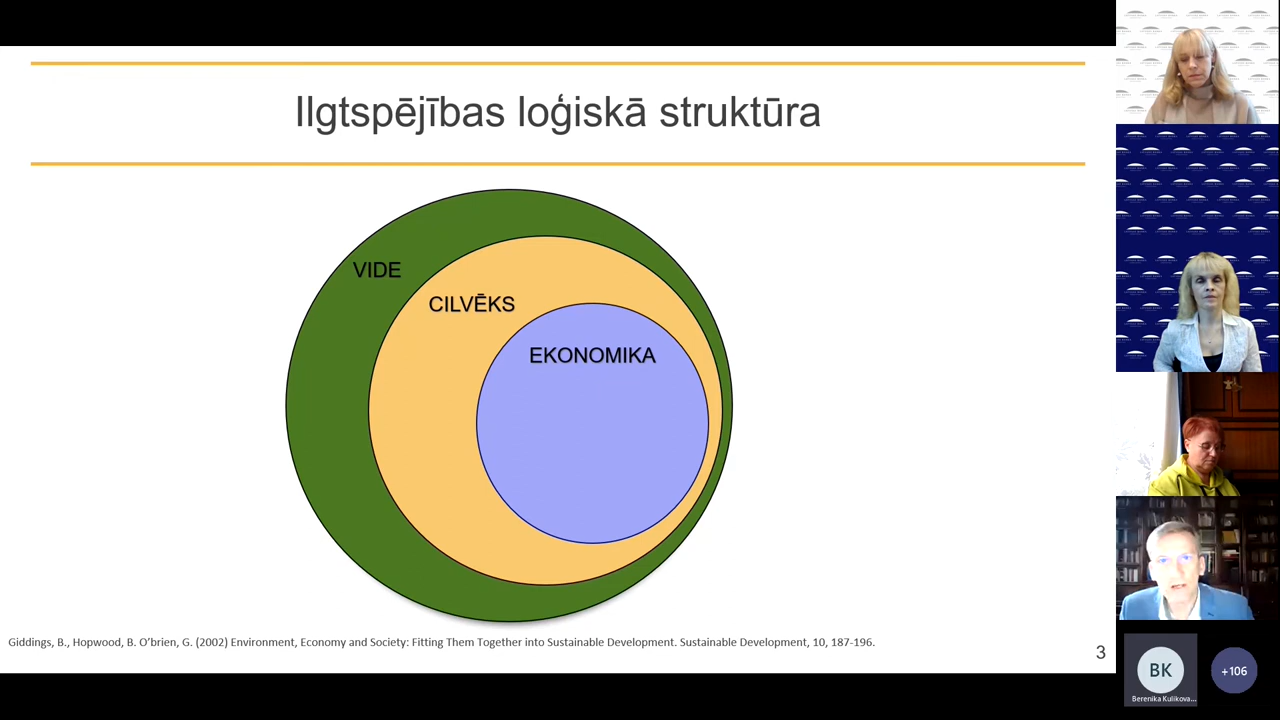 Ilgtspējības loģiskā struktūra
VIDE
CILVĒKS
EKONOMIKA
Giddings, B., Hopwood, B. O’brien, G. (2002) Environment, Economy and Society: Fitting Them Together into Sustainable Development. Sustainable Development, 10, 187-196.
3
BK
+106
Berenika Kulikova...